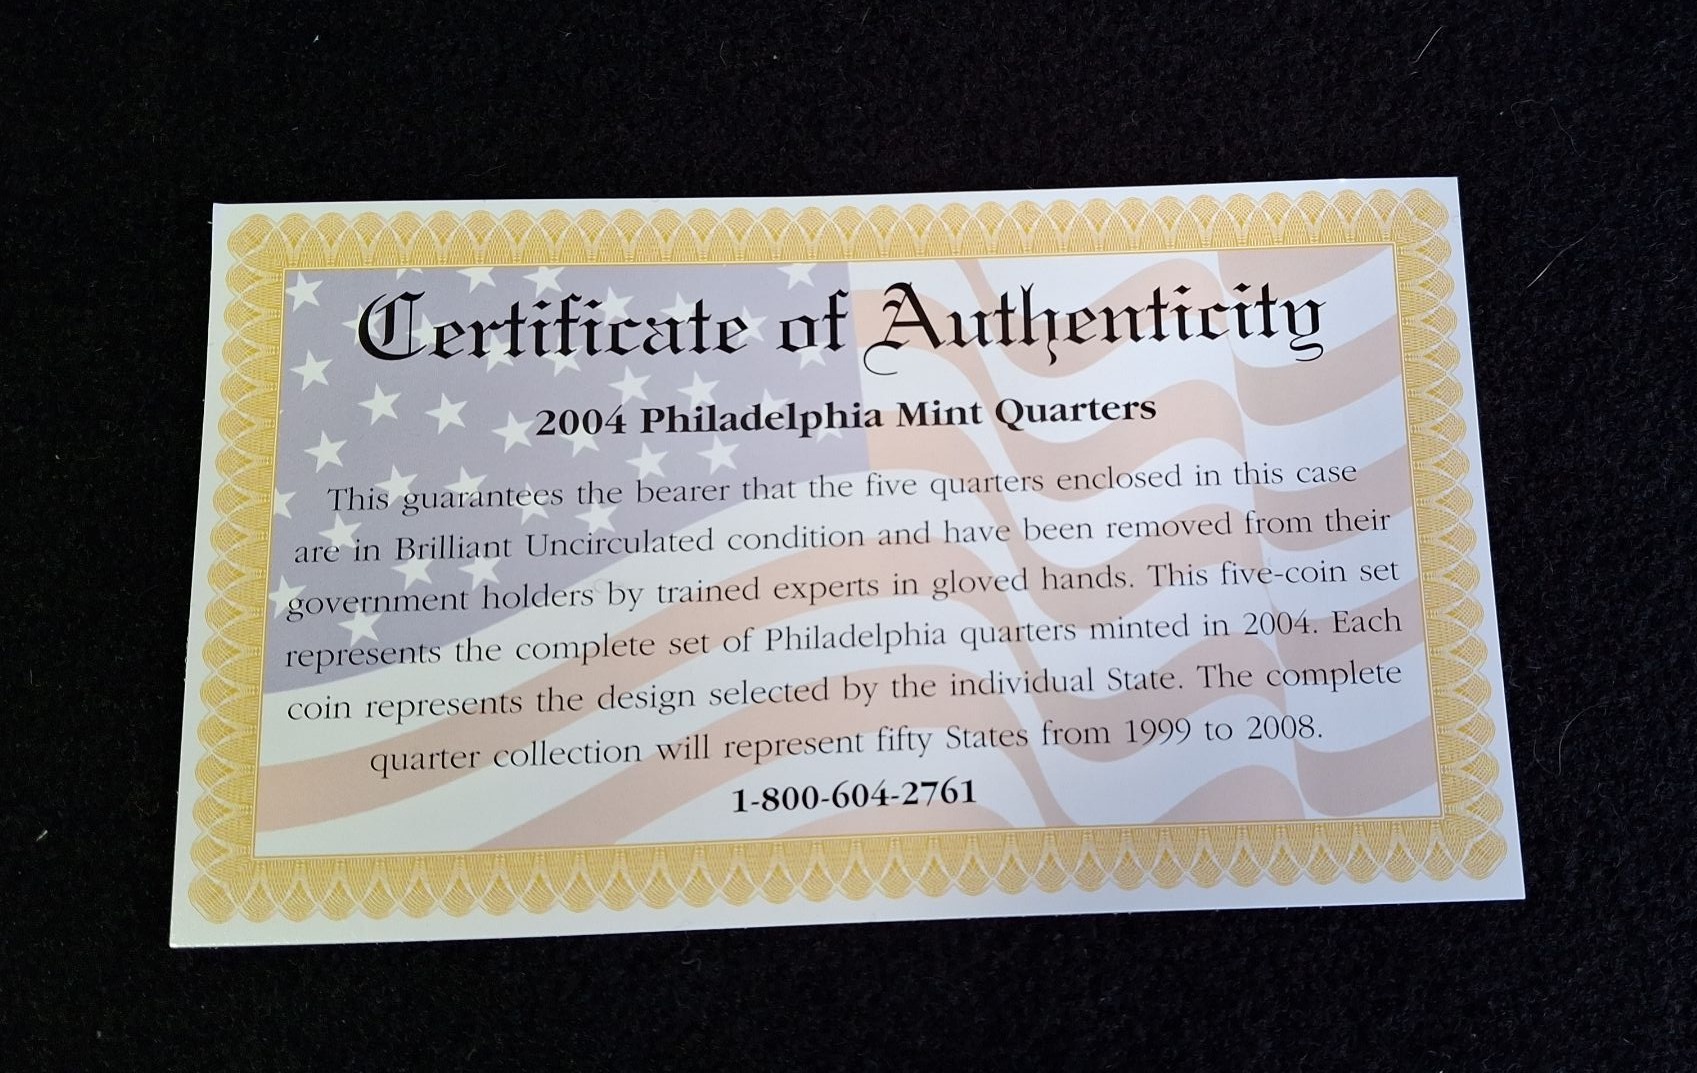 Certificate of Authenticity
2004 Philadelphia Mint Quarters
This guarantees the bearer that the five quarters enclosed in this case
are in Brilliant Uncirculated condition and have been removed from their
government holders by trained experts in gloved hands. This five-coin set
represents the complete set of Philadelphia quarters minted in 2004. Each
coin represents the design selected by the individual State. The complete
quarter collection will represent fifty States from 1999 to 2008.
1-800-604-2761